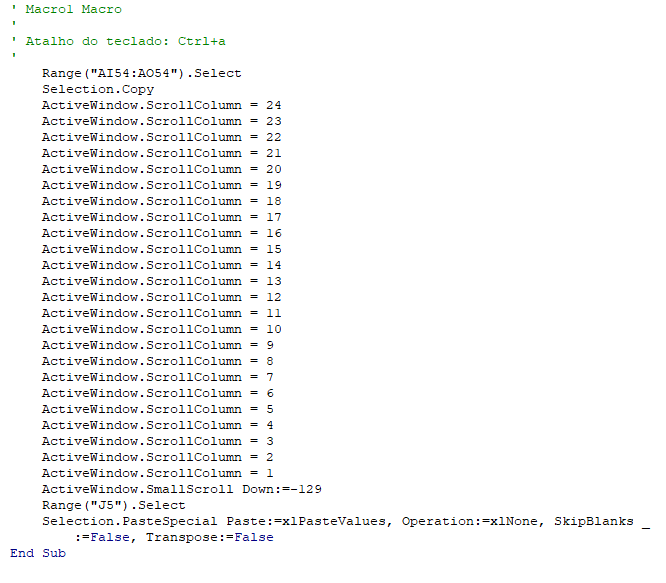 ' Macro1 Macro
'
' Atalho do teclado: Ctrl+a
'
    Range("AI54:AO54").Select
    Selection.Copy
    ActiveWindow.ScrollColumn = 24
    ActiveWindow.ScrollColumn = 23
    ActiveWindow.ScrollColumn = 22
    ActiveWindow.ScrollColumn = 21
    ActiveWindow.ScrollColumn = 20
    ActiveWindow.ScrollColumn = 19
    ActiveWindow.ScrollColumn = 18
    ActiveWindow.ScrollColumn = 17
    ActiveWindow.ScrollColumn = 16
    ActiveWindow.ScrollColumn = 15
    ActiveWindow.ScrollColumn = 14
    ActiveWindow.ScrollColumn = 13
    ActiveWindow.ScrollColumn = 12
    ActiveWindow.ScrollColumn = 11
    ActiveWindow.ScrollColumn = 10
    ActiveWindow.ScrollColumn = 9
    ActiveWindow.ScrollColumn = 8
    ActiveWindow.ScrollColumn = 7
    ActiveWindow.ScrollColumn = 6
    ActiveWindow.ScrollColumn = 5
    ActiveWindow.ScrollColumn = 4
    ActiveWindow.ScrollColumn = 3
    ActiveWindow.ScrollColumn = 2
    ActiveWindow.ScrollColumn = 1
    ActiveWindow.SmallScroll Down:=-129
    Range("J5").Select
    Selection.PasteSpecial Paste:=xlPasteValues, Operation:=xlNone, SkipBlanks _
        :=False, Transpose:=False
End Sub